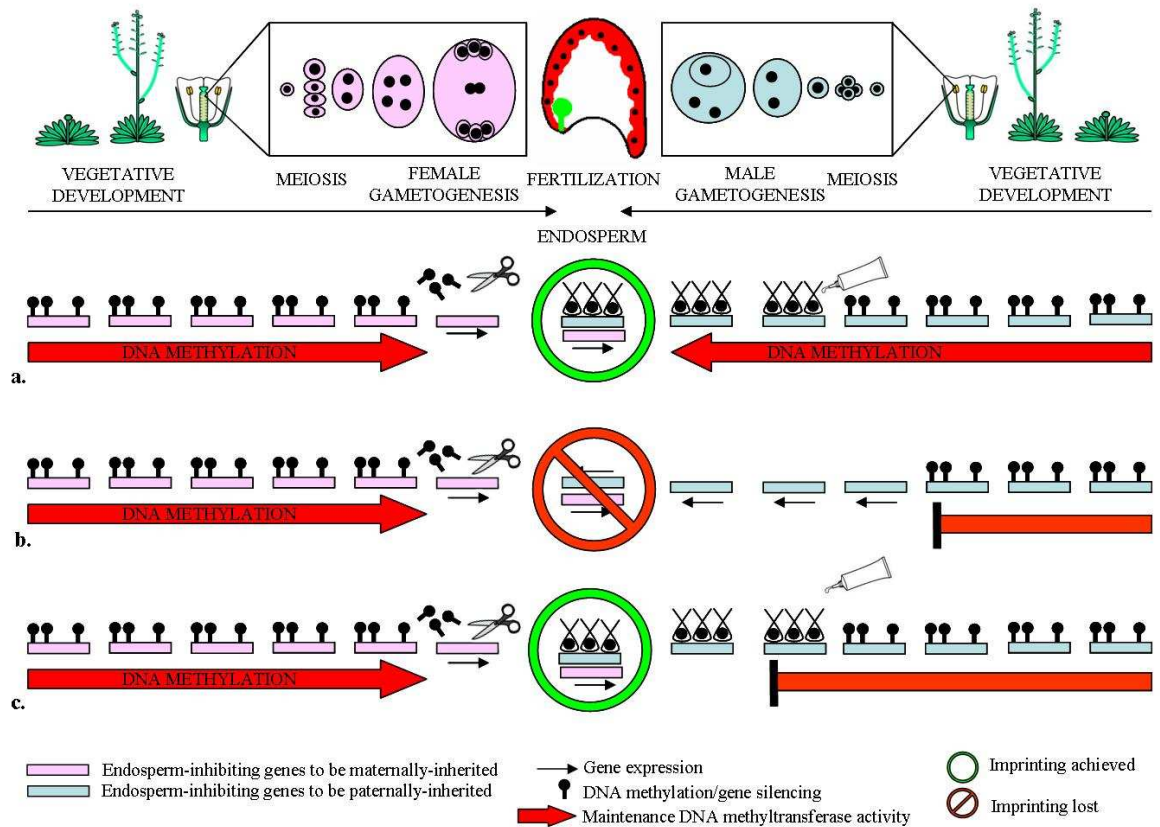 VEGETATIVE
DEVELOPMENT
MEIOSIS
FEMALE
GAMETOGENESIS
FERTILIZATION
MALE
GAMETOGENESIS
MEIOSIS
VEGETATIVE
DEVELOPMENT
ENDOSPERM
DNA METHYLATION
DNA METHYLATION
a.
DNA METHYLATION
b.
DNA METHYLATION
c.
Endosperm-inhibiting genes to be maternally-inherited
Endosperm-inhibiting genes to be paternally-inherited
Gene expression
DNA methylation/gene silencing
Maintenance DNA methyltransferase activity
Imprinting achieved
Imprinting lost